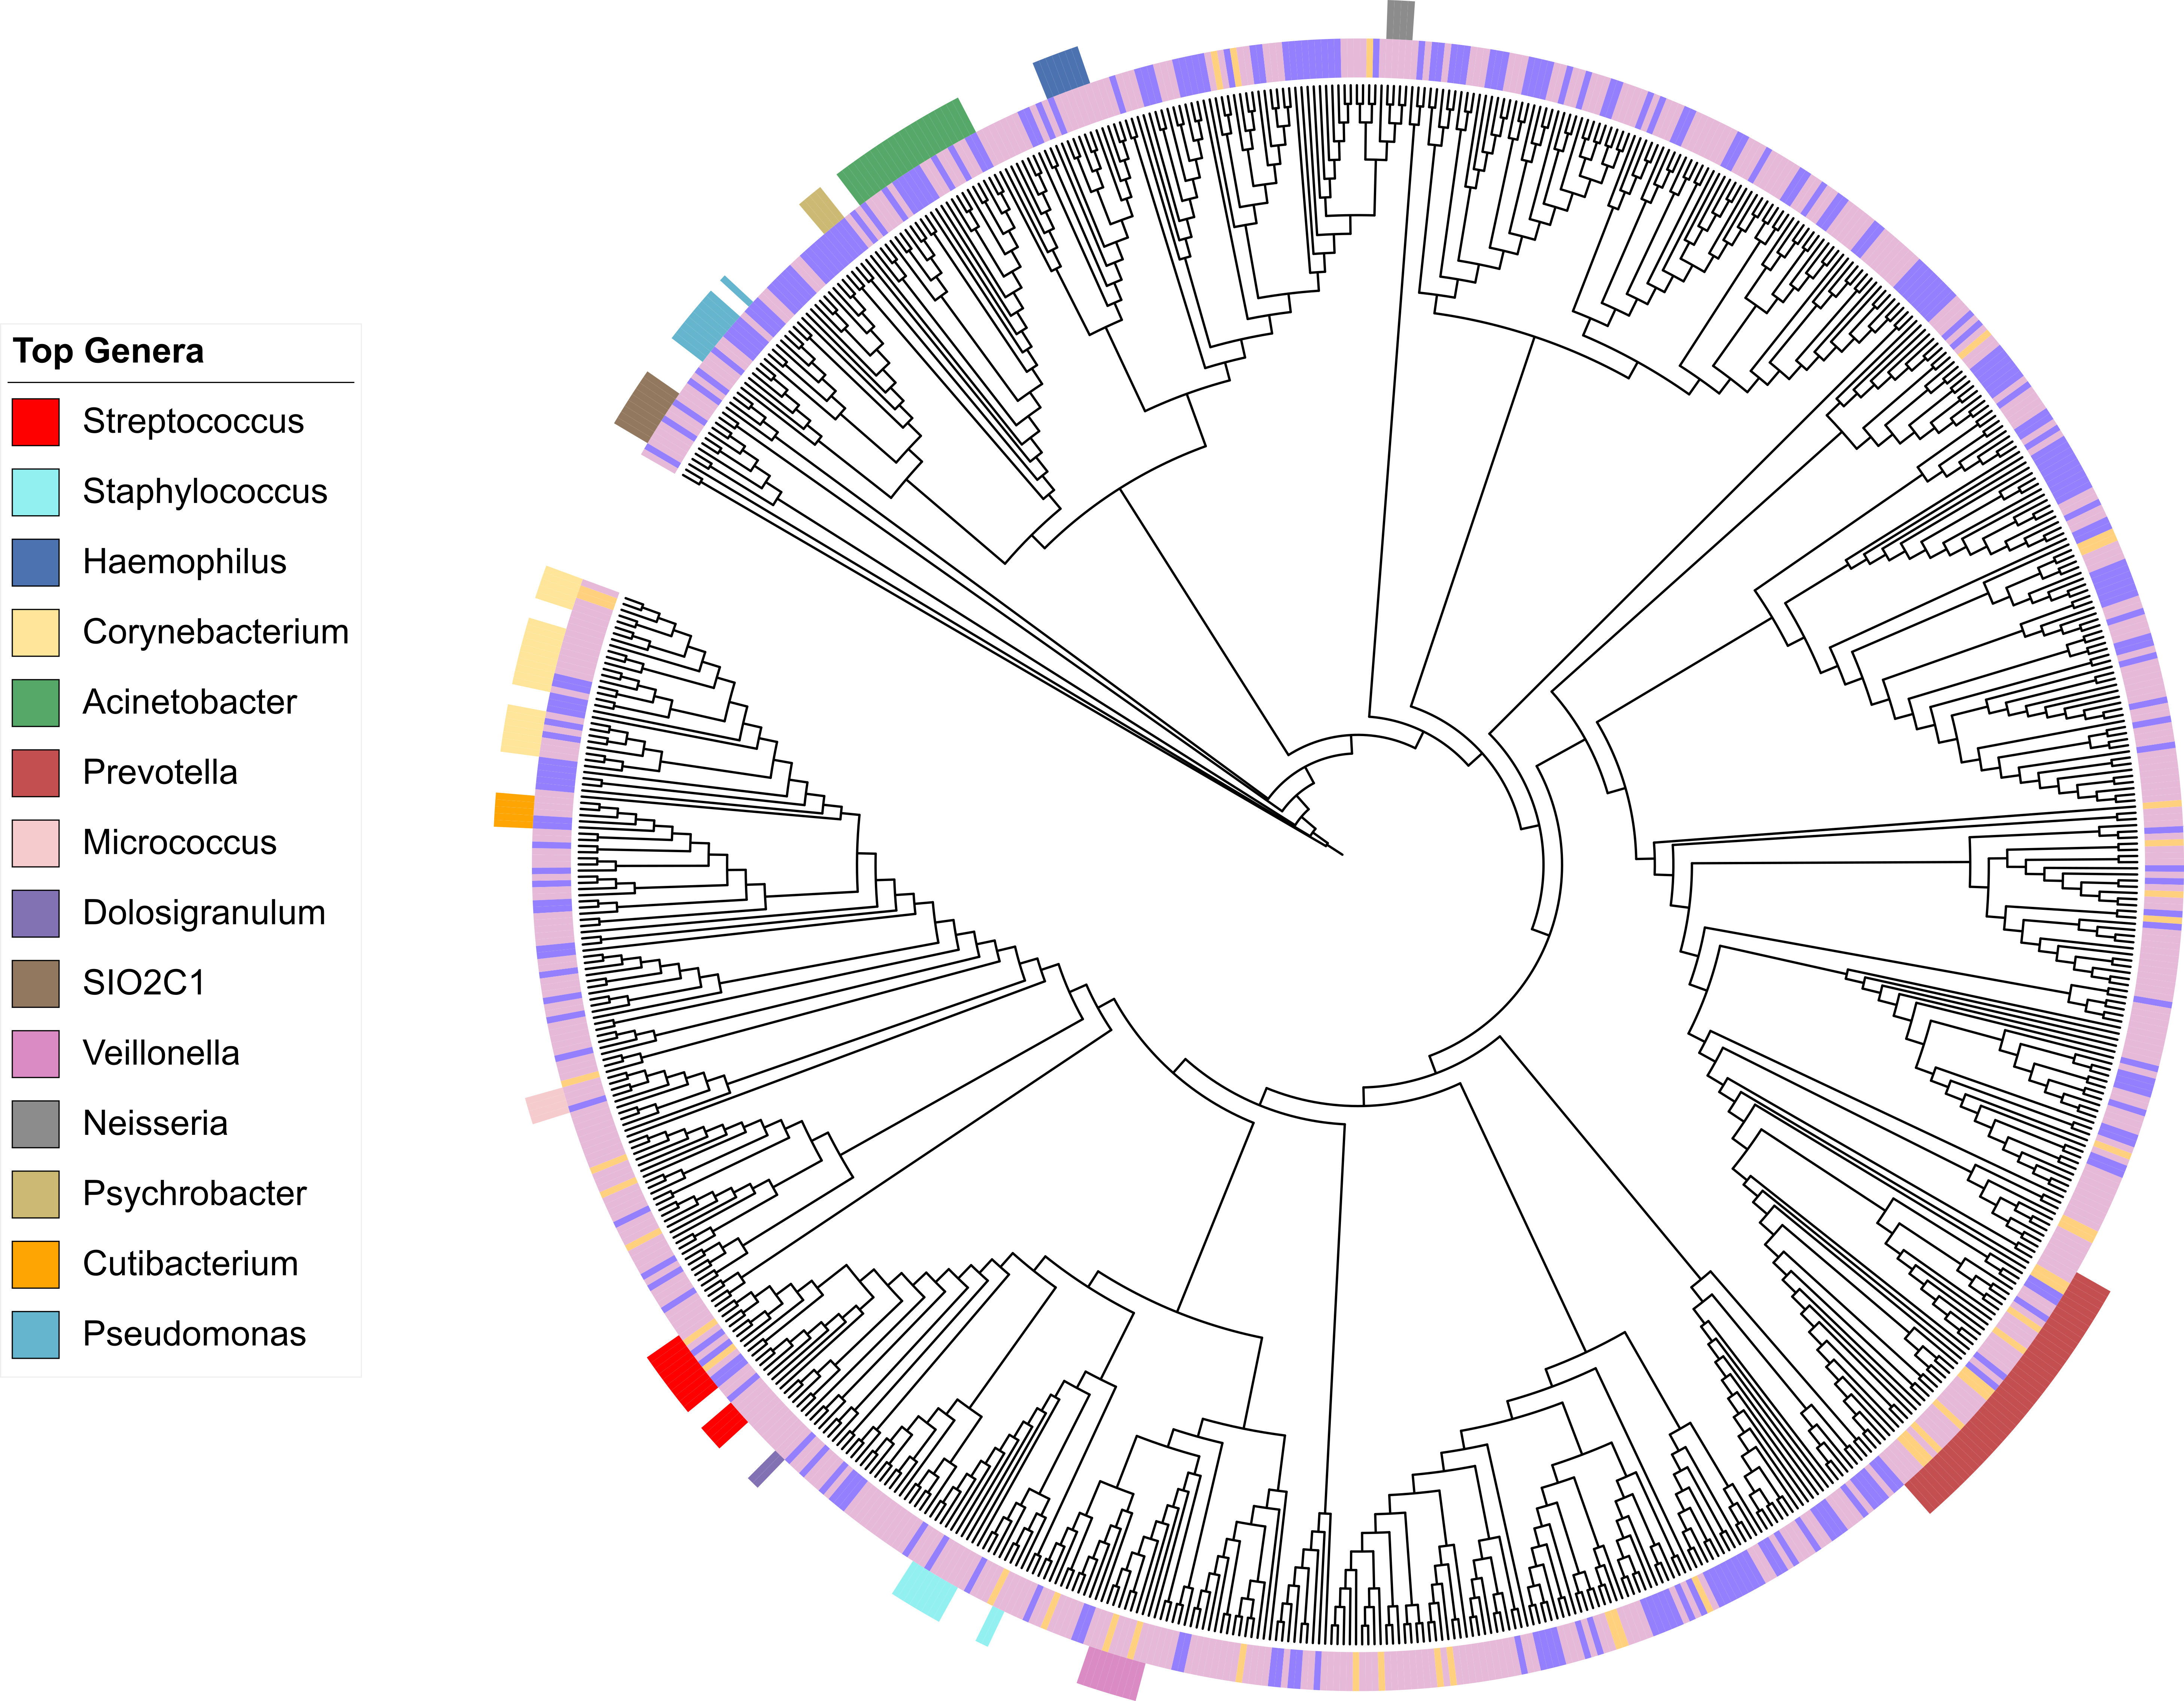 Top Genera
Streptococcus
Staphylococcus
Haemophilus
Corynebacterium
Acinetobacter
Prevotella
Micrococcus
Dolosigranulum
SIO2C1
Veillonella
Neisseria
Psychrobacter
Cutibacterium
Pseudomonas